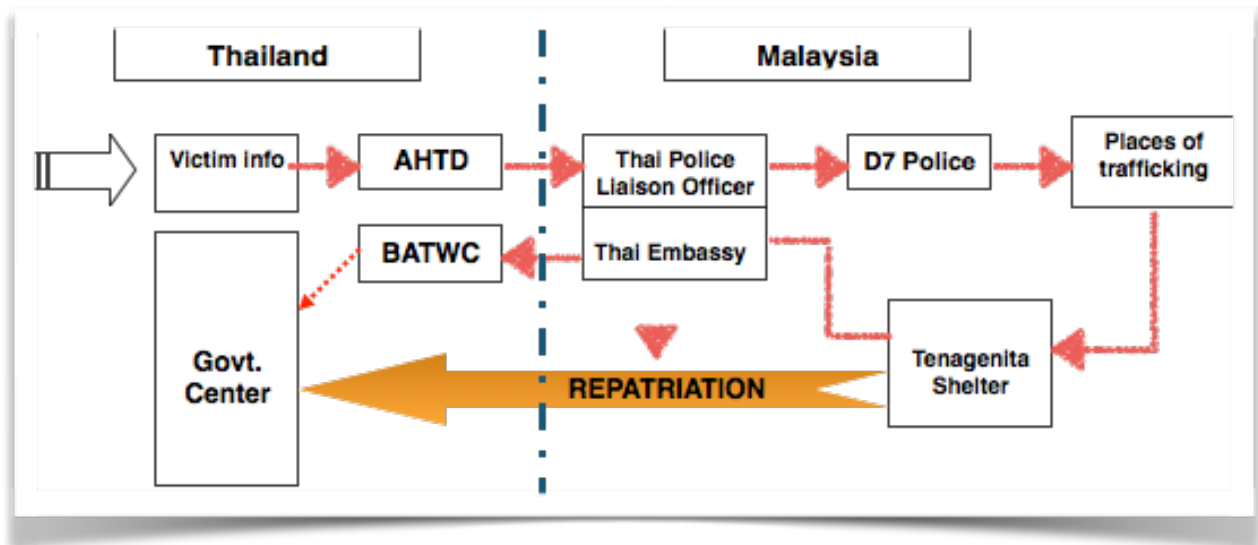 Thailand
Malaysia
Victim info
AHTD
Thai Police
Liaison Officer
D7 Police
Places of
trafficking
BATWC
Thai Embassy
Govt.
Center
REPATRIATION
Tenagenita
Shelter